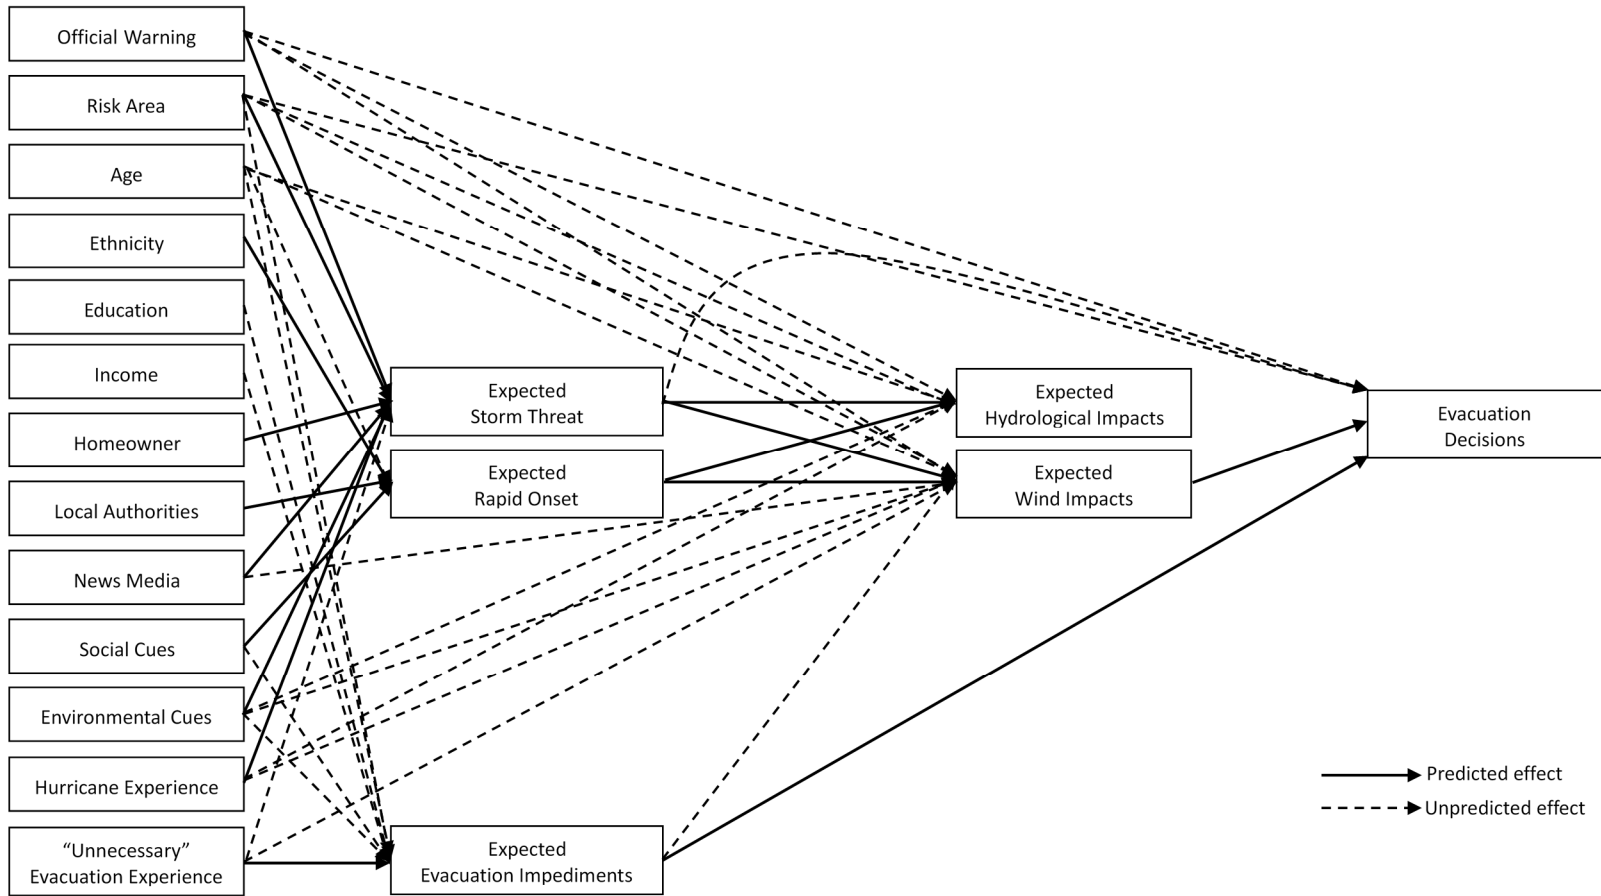 Official Warning
Risk Area
Age
Ethnicity
Education
Income
Homeowner
Local Authorities
News Media
Social Cues
Environmental Cues
Hurricane Experience
“Unnecessary”
Evacuation Experience
Expected
Storm Threat
Expected
Rapid Onset
Expected
Evacuation Impediments
Expected
Hydrological Impacts
Expected
Wind Impacts
Evacuation
Decisions
Predicted effect
Unpredicted effect